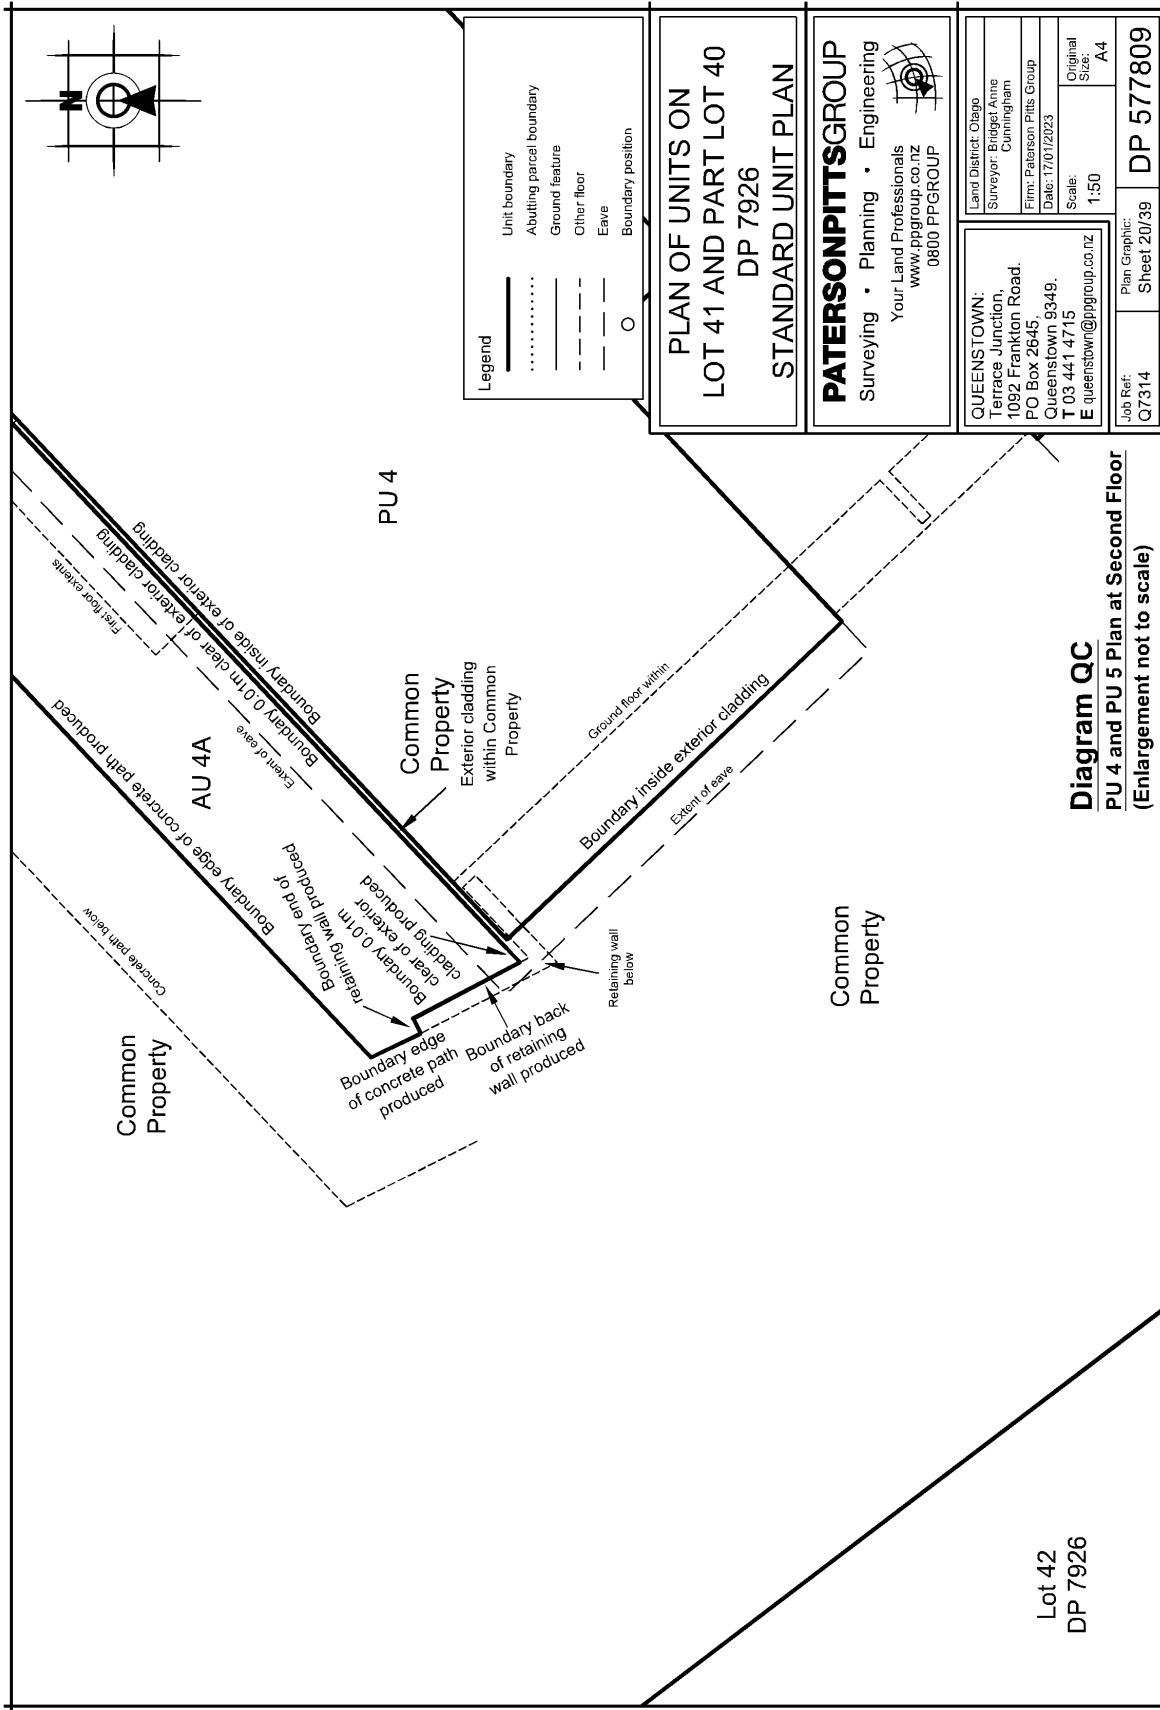 N
Concrete path below
Common
Property
Boundary edge of concrete path produced
AU 4A
First floor extents
Extent of eave
Boundary 0.01m clear of exterior cladding
Boundary inside of exterior cladding
PU 4
Common
Property
Exterior cladding
within Common
Property
Boundary end of
retaining wall produced
Boundary 0.01m
clear of exterior
cladding produced
Boundary edge
of concrete path
produced
Boundary back
of retaining
wall produced
Retaining wall
below
Ground floor within
Boundary inside exterior cladding
Extent of eave
Common
Property
Lot 42
DP 7926
Diagram QC
PU 4 and PU 5 Plan at Second Floor
(Enlargement not to scale)
Legend
Unit boundary
Abutting parcel boundary
Ground feature
Other floor
Eave
Boundary position
PLAN OF UNITS ON
LOT 41 AND PART LOT 40
DP 7926
STANDARD UNIT PLAN
PATERSONPITTSGROUP
Surveying • Planning • Engineering
Your Land Professionals
www.ppgroup.co.nz
0800 PPGROUP
QUEENSTOWN:
Terrace Junction,
1092 Frankton Road.
PO Box 2645,
Queenstown 9349.
T 03 441 4715
E queenstown@ppgroup.co.nz
Land District: Otago
Surveyor: Bridget Anne
Cunningham
Firm: Paterson Pitts Group
Date: 17/01/2023
Scale:
1:50
Original
Size:
A4
Job Ref:
Q7314
Plan Graphic:
Sheet 20/39
DP 577809